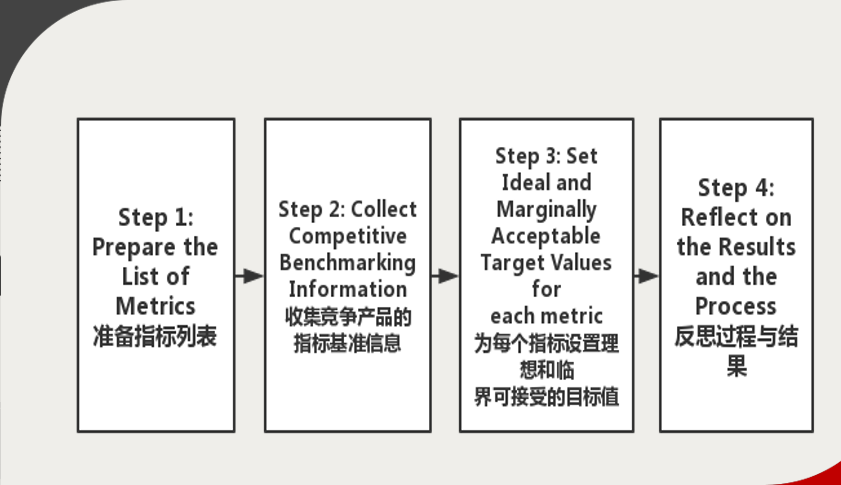 Step 1:
Prepare the
List of
Metrics
准备指标列表
Step 2: Collect
Competitive
Benchmarking
Information
收集竞争产品的
指标基准信息
Step 3: Set
Ideal and
Marginally
Acceptable
Target Values
for
each metric
为每个指标设置理
想和临
界可接受的目标值
Step 4:
Reflect on
the Results
and the
Process
反思过程与结
果